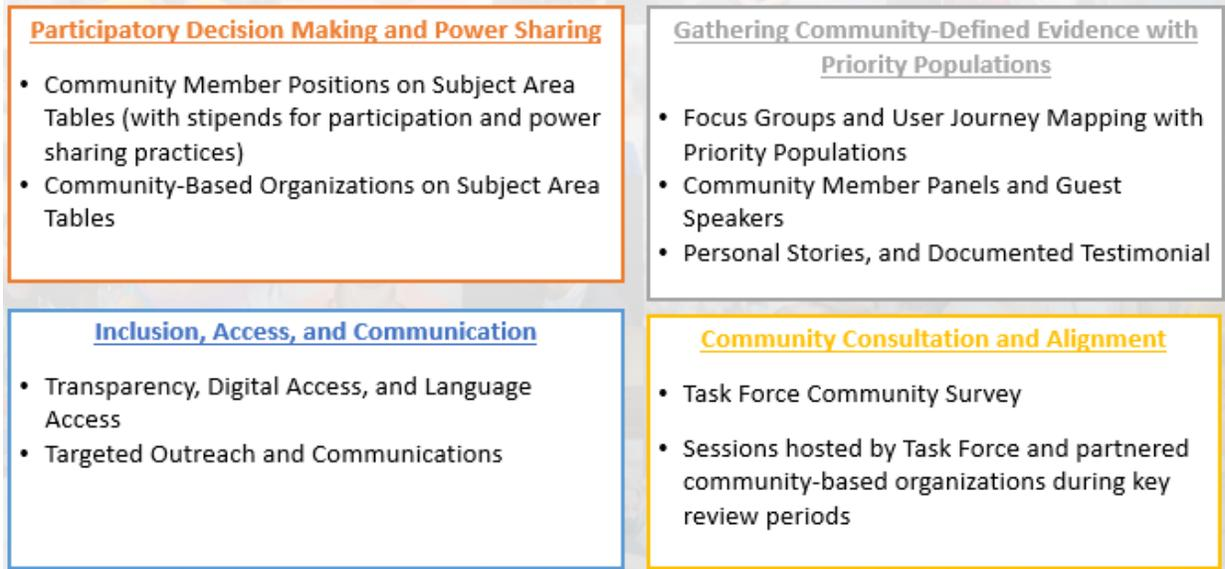 Participatory Decision Making and Power Sharing
• Community Member Positions on Subject Area
Tables (with stipends for participation and power
sharing practices)
• Community-Based Organizations on Subject Area
Tables
Gathering Community-Defined Evidence with
Priority Populations
• Focus Groups and User Journey Mapping with
Priority Populations
• Community Member Panels and Guest
Speakers
• Personal Stories, and Documented Testimonial
Inclusion, Access, and Communication
• Transparency, Digital Access, and Language
Access
• Targeted Outreach and Communications
Community Consultation and Alignment
• Task Force Community Survey
• Sessions hosted by Task Force and partnered
community-based organizations during key
review periods